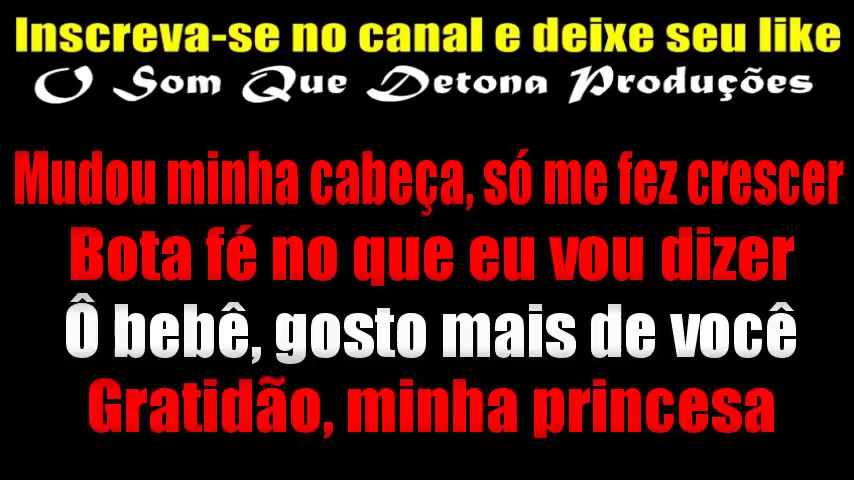 Inscreva-se no canal e deixe seu like
O Som Que Detona Produções
Mudou minha cabeça, só me fez crescer
Bota fé no que eu vou dizer
Ô bebê, gosto mais de você
Gratidão, minha princesa